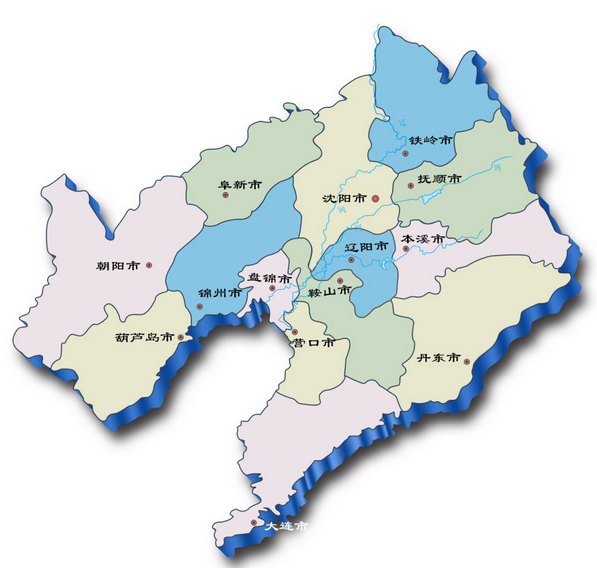 铁岭市
抚顺市
阜新市
沈阳市
本溪市
辽阳市
朝阳市
盘锦市
锦州市
鞍山市
葫芦岛市
营口市
丹东市
大连市